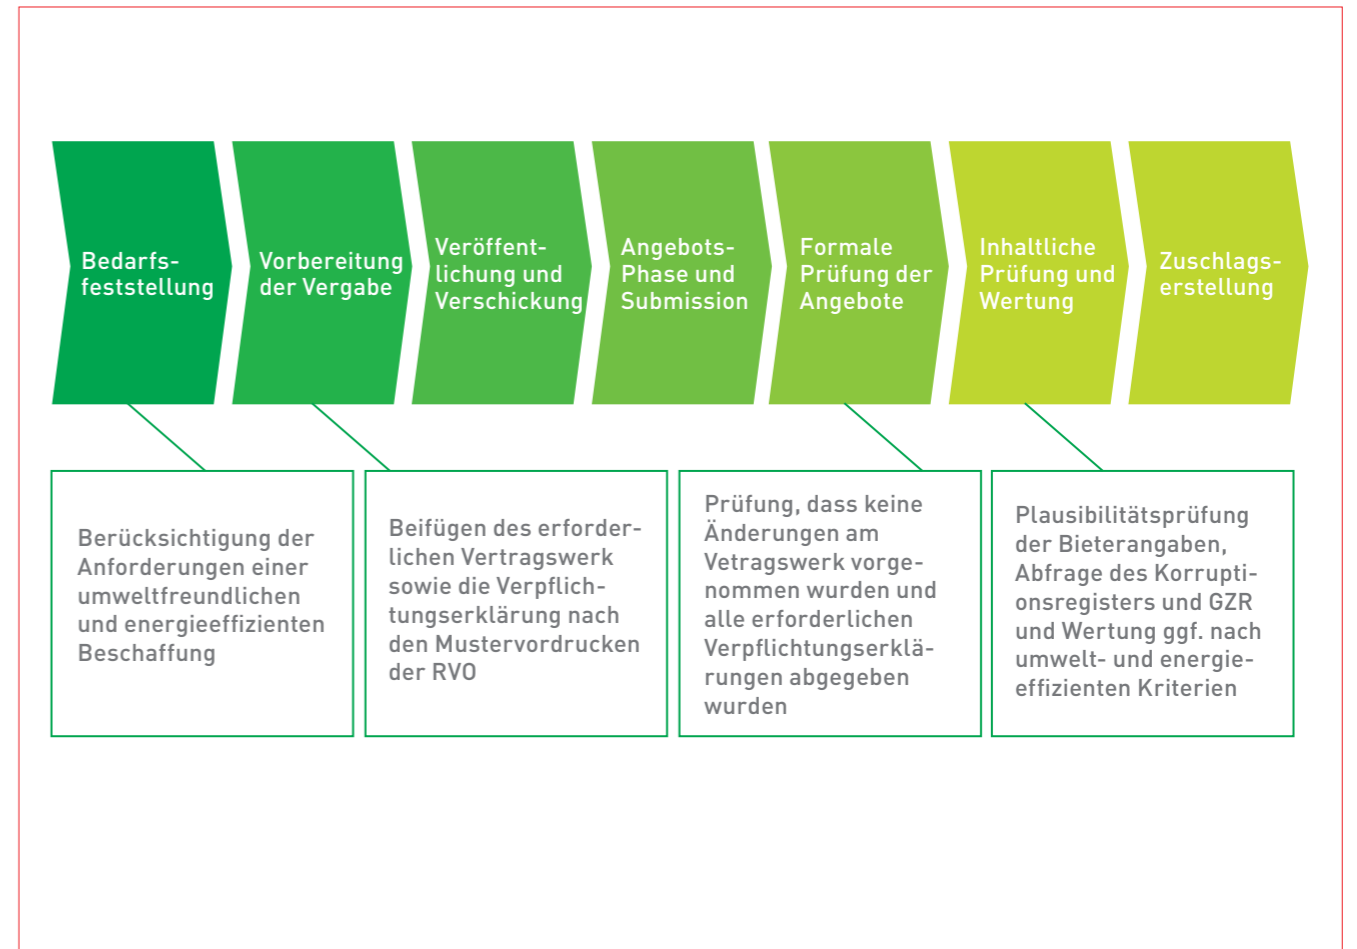 Bedarfs-
feststellung
Vorbereitung
der Vergabe
Veröffent-
lichung und
Verschickung
Angebots-
Phase und
Submission
Formale
Prüfung der
Angebote
Inhaltliche
Prüfung und
Wertung
Zuschlags-
erstellung
Berücksichtigung der
Anforderungen einer
umweltfreundlichen
und energieeffizienten
Beschaffung
Beifügen des erforder-
lichen Vertragswerk
sowie die Verpflich-
tungserklärung nach
den Mustervordrucken
der RVO
Prüfung, dass keine
Änderungen am
Vetragswerk vorge-
nommen wurden und
alle erforderlichen
Verpflichtungserklä-
rungen abgegeben
wurden
Plausibilitätsprüfung
der Bieterangaben,
Abfrage des Korrupti-
onsregisters und GZR
und Wertung ggf. nach
umwelt- und energie-
effizienten Kriterien